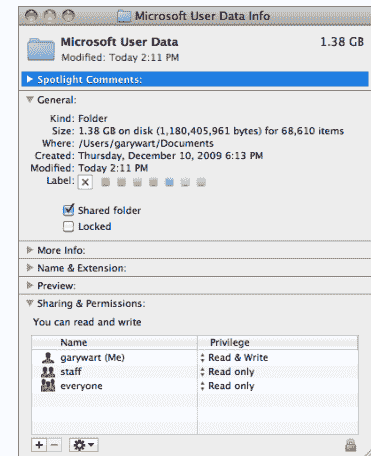 Microsoft User Data Info
Microsoft User Data 1.38 GB
Modified: Today 2:11 PM
Spotlight Comments:
General:
Kind: Folder
Size: 1.38 GB on disk (1,180,405,961 bytes) for 68,610 items
Where: /Users/garywart/Documents
Created: Thursday, December 10, 2009 6:13 PM
Modified: Today 2:11 PM
Label:
Shared folder
Locked
More Info:
Name & Extension:
Preview:
Sharing & Permissions:
You can read and write
Name Privilege
garywart (Me) Read & Write
staff Read only
everyone Read only